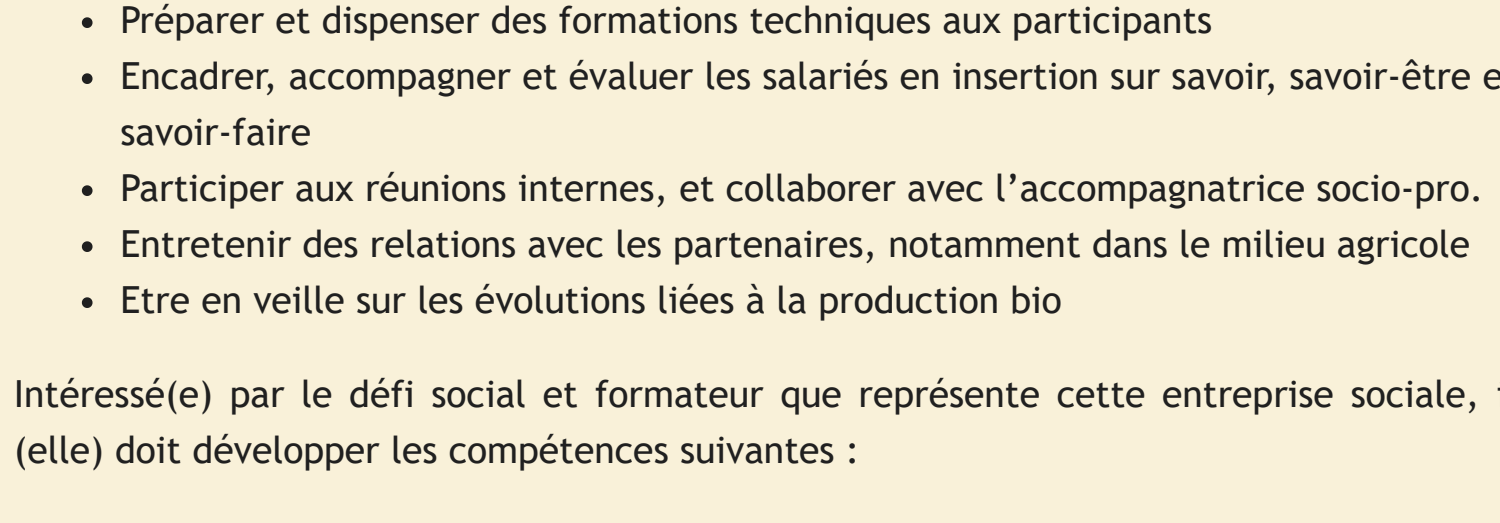 • Préparer et dispenser des formations techniques aux participants
• Encadrer, accompagner et évaluer les salariés en insertion sur savoir, savoir-être
savoir-faire
• Participer aux réunions internes, et collaborer avec l’accompagnatrice socio-pro.
• Entretenir des relations avec les partenaires, notamment dans le milieu agricole
• Etre en veille sur les évolutions liées à la production bio
Intéressé(e) par le défi social et formateur que représente cette entreprise sociale,
(elle) doit développer les compétences suivantes :